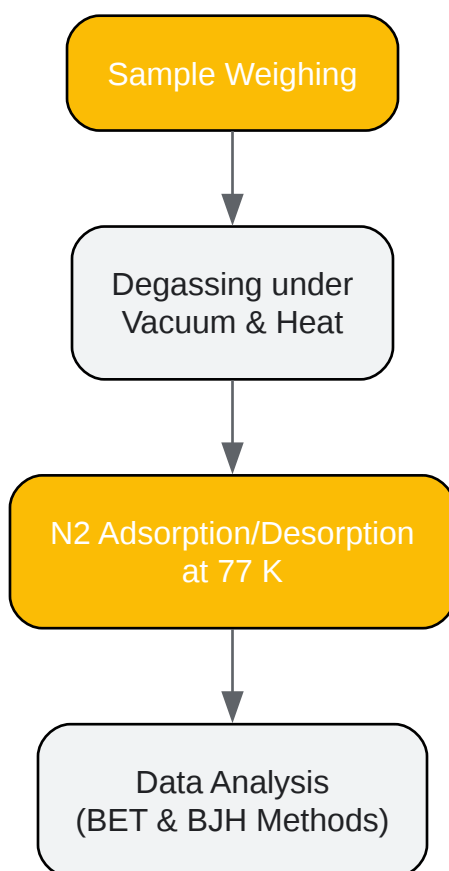 Sample Weighing
Degassing under
Vacuum & Heat
N2 Adsorption/Desorption
at 77 K
Data Analysis
(BET & BJH Methods)